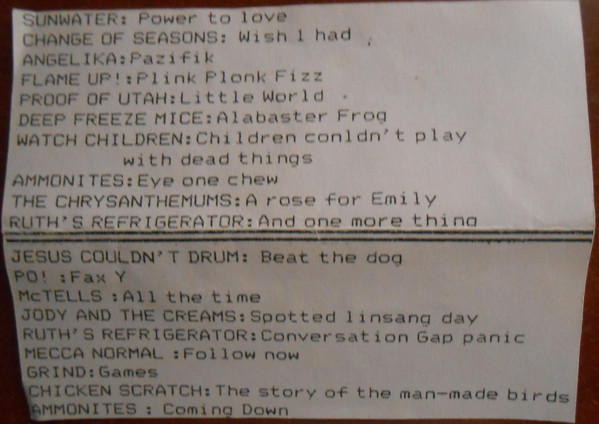 SUNWATER: Power to love
CHANGE OF SEASONS: Wish I had
ANGELIKA:Pazifik
FLAME UP!:Plink Plonk Fizz
PROOF OF UTAH:Little World
DEEP FREEZE MICE:Alabaster Frog
WATCH CHILDREN:Children conldn't play
with dead things
AMMONITES:Eye one chew
THE CHRYSANTHEMUMS:A rose for Emily
RUTH'S REFRIGERATOR:And one more thing
JESUS COULDN'T DRUM: Beat the dog
PO! :Fax Y
McTELLS :All the time
JODY AND THE CREAMS:Spotted linsang day
RUTH'S REFRIGERATOR:Conversation Gap panic
MECCA NORMAL :Follow now
GRIND:Games
CHICKEN SCRATCH:The story of the man-made birds
AMMONITES : Coming Down